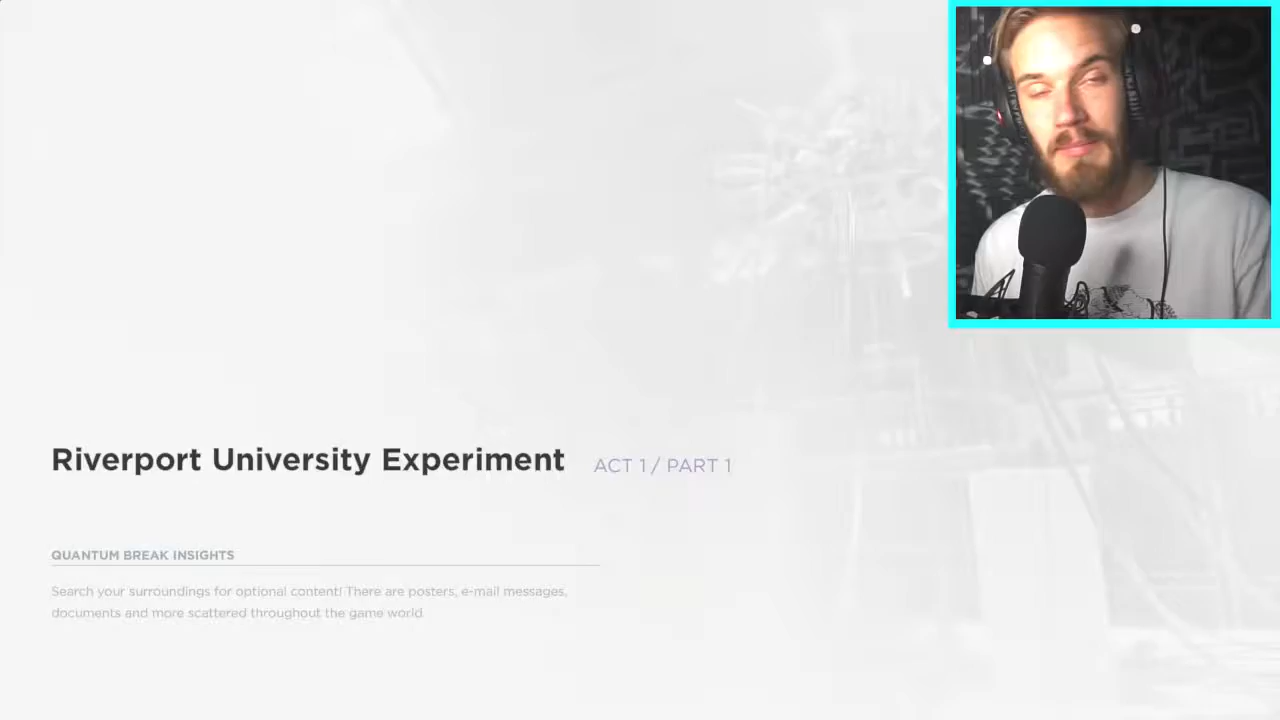 Riverport University Experiment ACT 1 / PART 1
QUANTUM BREAK INSIGHTS
Search your surroundings for optional content! There are posters, e-mail messages,
documents and more scattered throughout the game world.